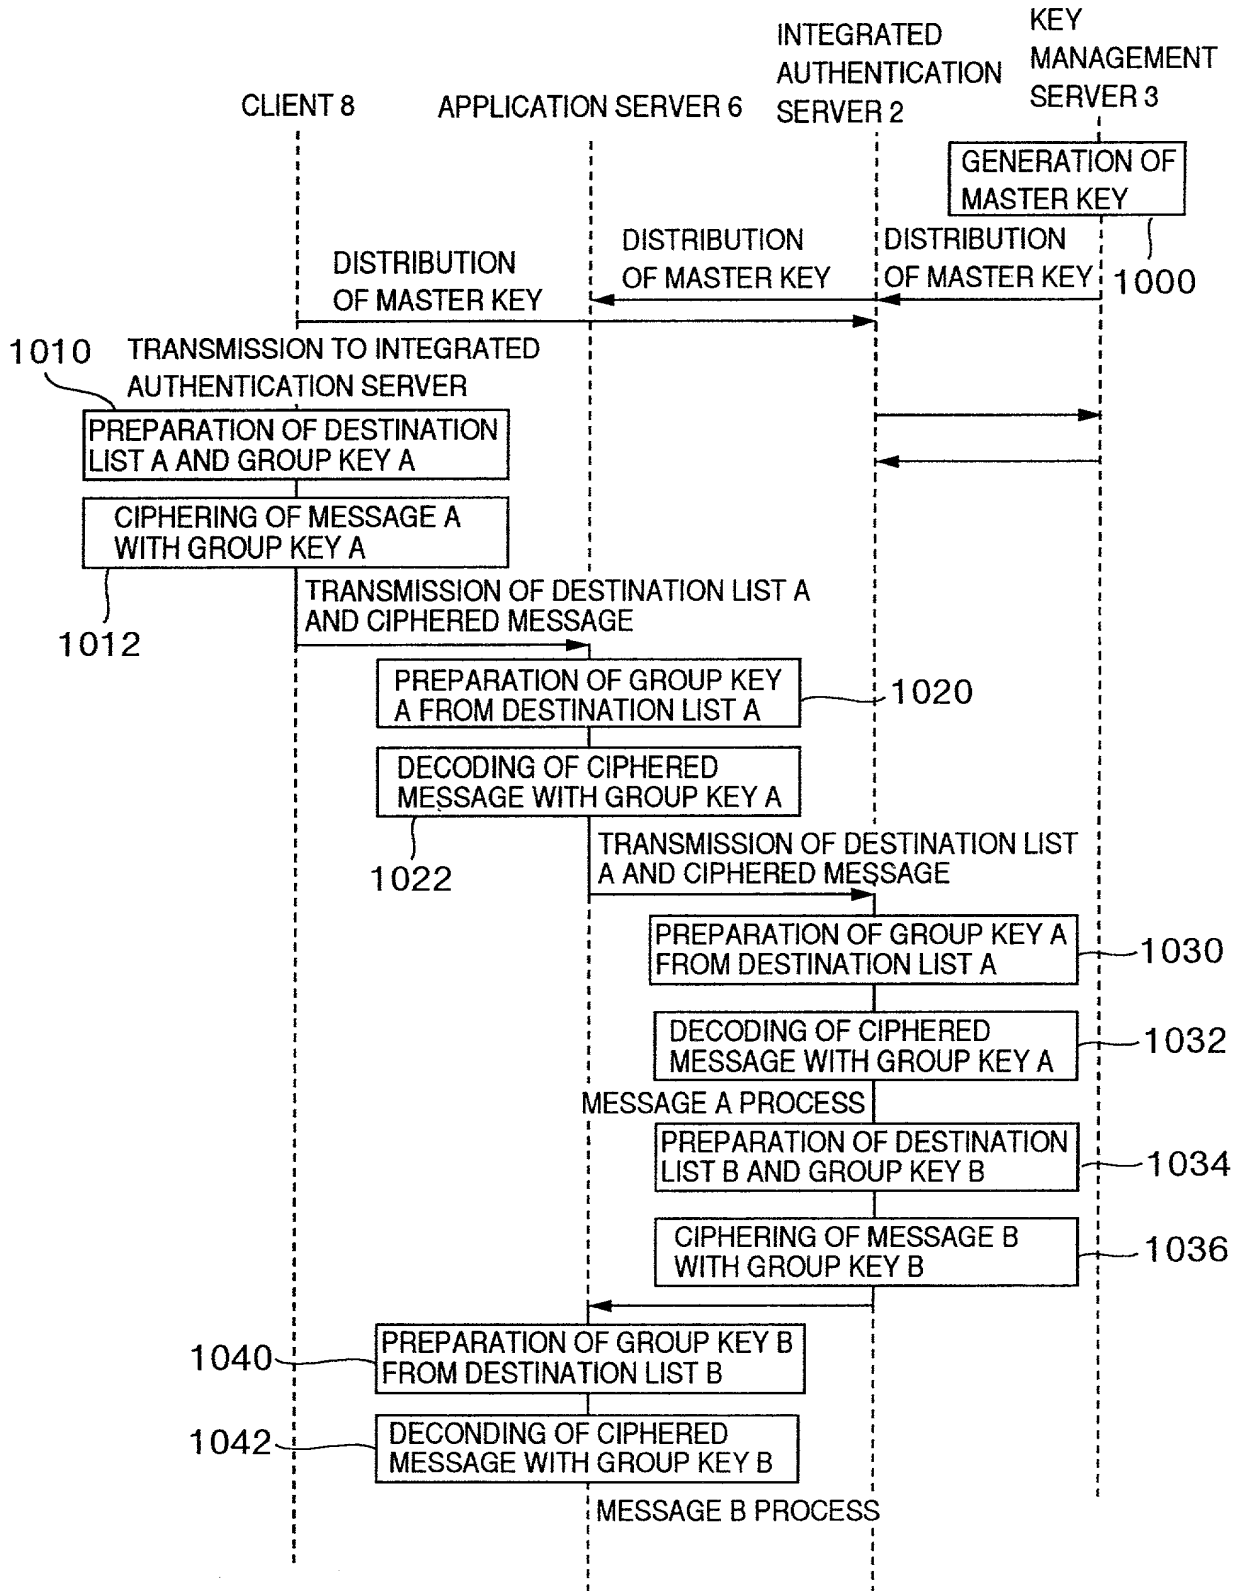 CLIENT 8
APPLICATION SERVER 6
INTEGRATED
AUTHENTICATION
SERVER 2
KEY
MANAGEMENT
SERVER 3
GENERATION OF
MASTER KEY
1000
DISTRIBUTION
OF MASTER KEY
DISTRIBUTION
OF MASTER KEY
DISTRIBUTION
OF MASTER KEY
1010
TRANSMISSION TO INTEGRATED
AUTHENTICATION SERVER
PREPARATION OF DESTINATION
LIST A AND GROUP KEY A
CIPHERING OF MESSAGE A
WITH GROUP KEY A
1012
TRANSMISSION OF DESTINATION LIST A
AND CIPHERED MESSAGE
PREPARATION OF GROUP KEY
A FROM DESTINATION LIST A
1020
DECODING OF CIPHERED
MESSAGE WITH GROUP KEY A
1022
TRANSMISSION OF DESTINATION LIST
A AND CIPHERED MESSAGE
PREPARATION OF GROUP KEY A
FROM DESTINATION LIST A
1030
DECODING OF CIPHERED
MESSAGE WITH GROUP KEY A
1032
MESSAGE A PROCESS
PREPARATION OF DESTINATION
LIST B AND GROUP KEY B
1034
CIPHERING OF MESSAGE B
WITH GROUP KEY B
1036
PREPARATION OF GROUP KEY B
FROM DESTINATION LIST B
1040
DECONDING OF CIPHERED
MESSAGE WITH GROUP KEY B
1042
MESSAGE B PROCESS